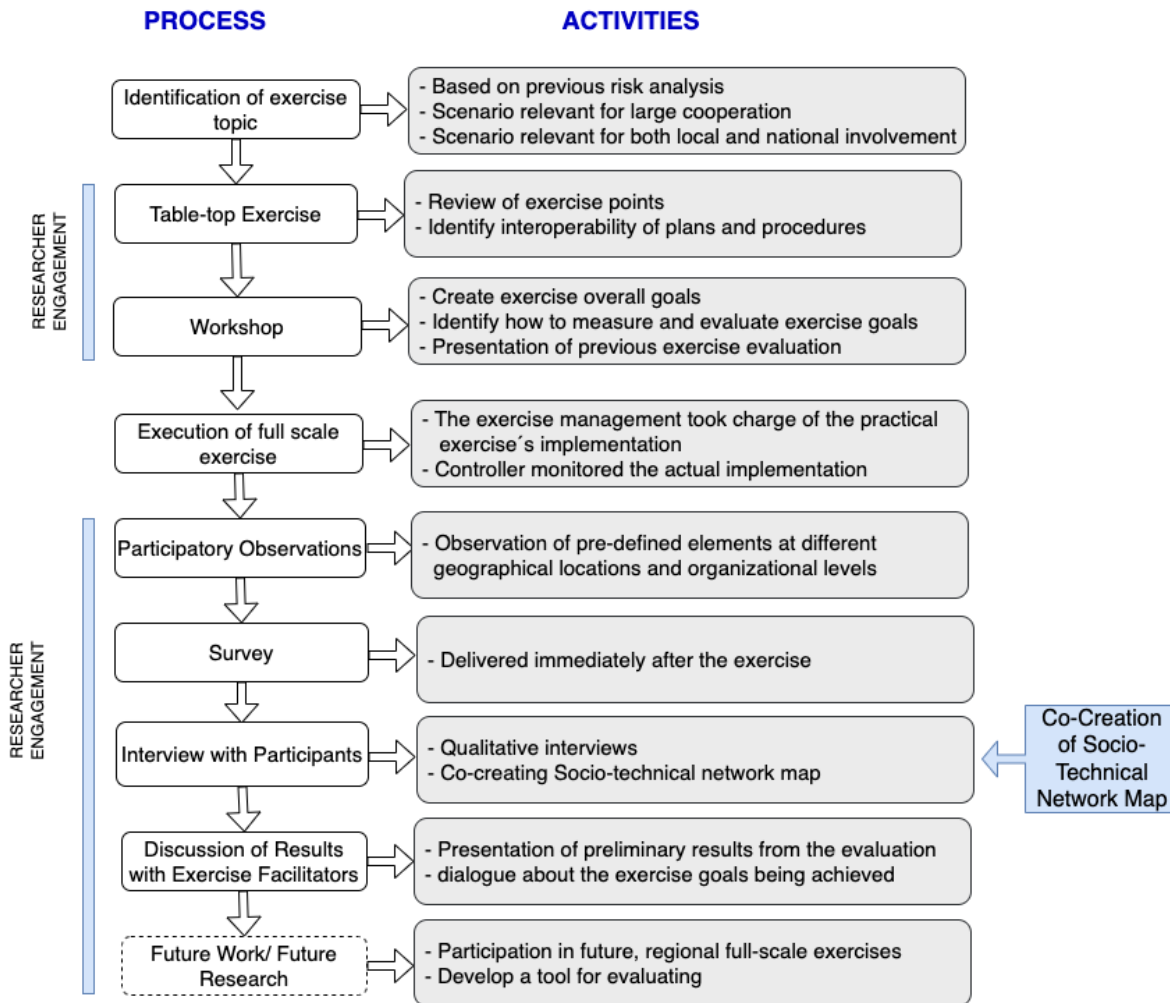 PROCESS
ACTIVITIES
Identification of exercise
topic
- Based on previous risk analysis
- Scenario relevant for large cooperation
- Scenario relevant for both local and national involvement
RESEARCHER
ENGAGEMENT
Table-top Exercise
- Review of exercise points
- Identify interoperability of plans and procedures
Workshop
- Create exercise overall goals
- Identify how to measure and evaluate exercise goals
- Presentation of previous exercise evaluation
Execution of full scale
exercise
- The exercise management took charge of the practical
exercise´s implementation
- Controller monitored the actual implementation
RESEARCHER
ENGAGEMENT
Participatory Observations
- Observation of pre-defined elements at different
geographical locations and organizational levels
Survey
- Delivered immediately after the exercise
Interview with Participants
- Qualitative interviews
- Co-creating Socio-technical network map
Co-Creation
of Socio-
Technical
Network Map
Discussion of Results
with Exercise Facilitators
- Presentation of preliminary results from the evaluation
- dialogue about the exercise goals being achieved
Future Work/ Future
Research
- Participation in future, regional full-scale exercises
- Develop a tool for evaluating